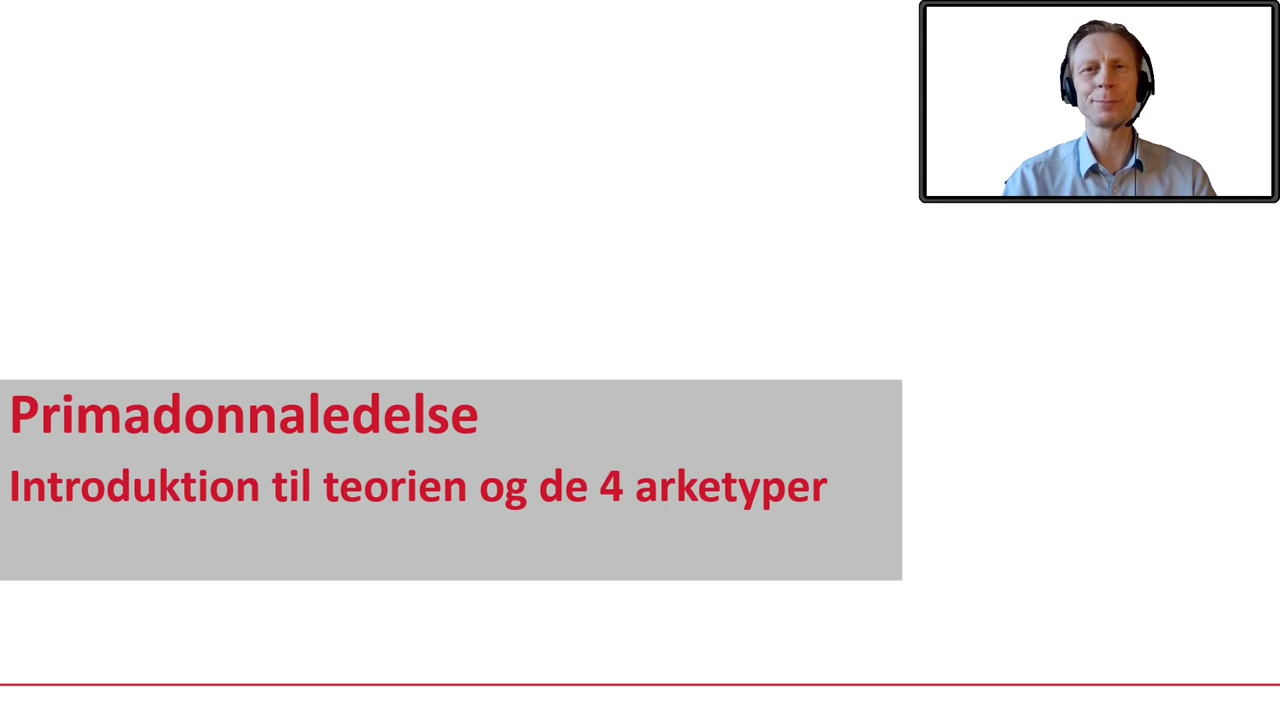 Primadonnaledelse
Introduktion til teorien og de 4 arketyper